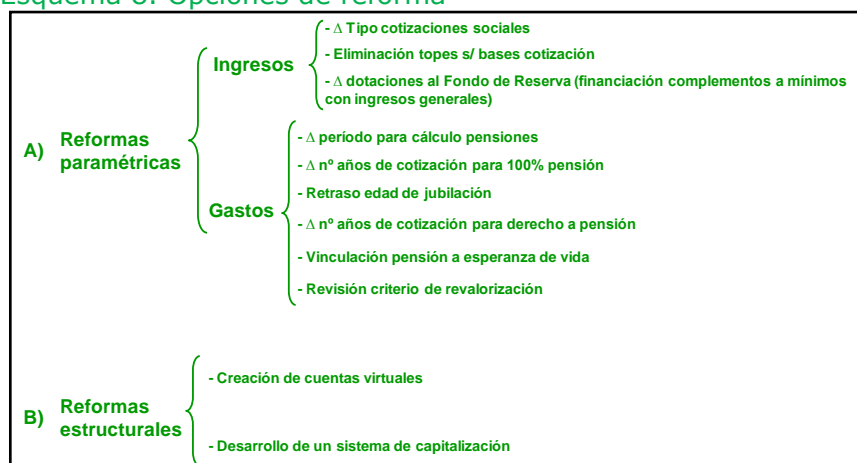 Esquema 6: Opciones de reforma
A) Reformas paramétricas
Ingresos
- Δ Tipo cotizaciones sociales
- Eliminación topes s/ bases cotización
- Δ dotaciones al Fondo de Reserva (financiación complementos a mínimos
con ingresos generales)
Gastos
- Δ período para cálculo pensiones
- Δ nº años de cotización para 100% pensión
- Retraso edad de jubilación
- Δ nº años de cotización para derecho a pensión
- Vinculación pensión a esperanza de vida
- Revisión criterio de revalorización
B) Reformas estructurales
- Creación de cuentas virtuales
- Desarrollo de un sistema de capitalización